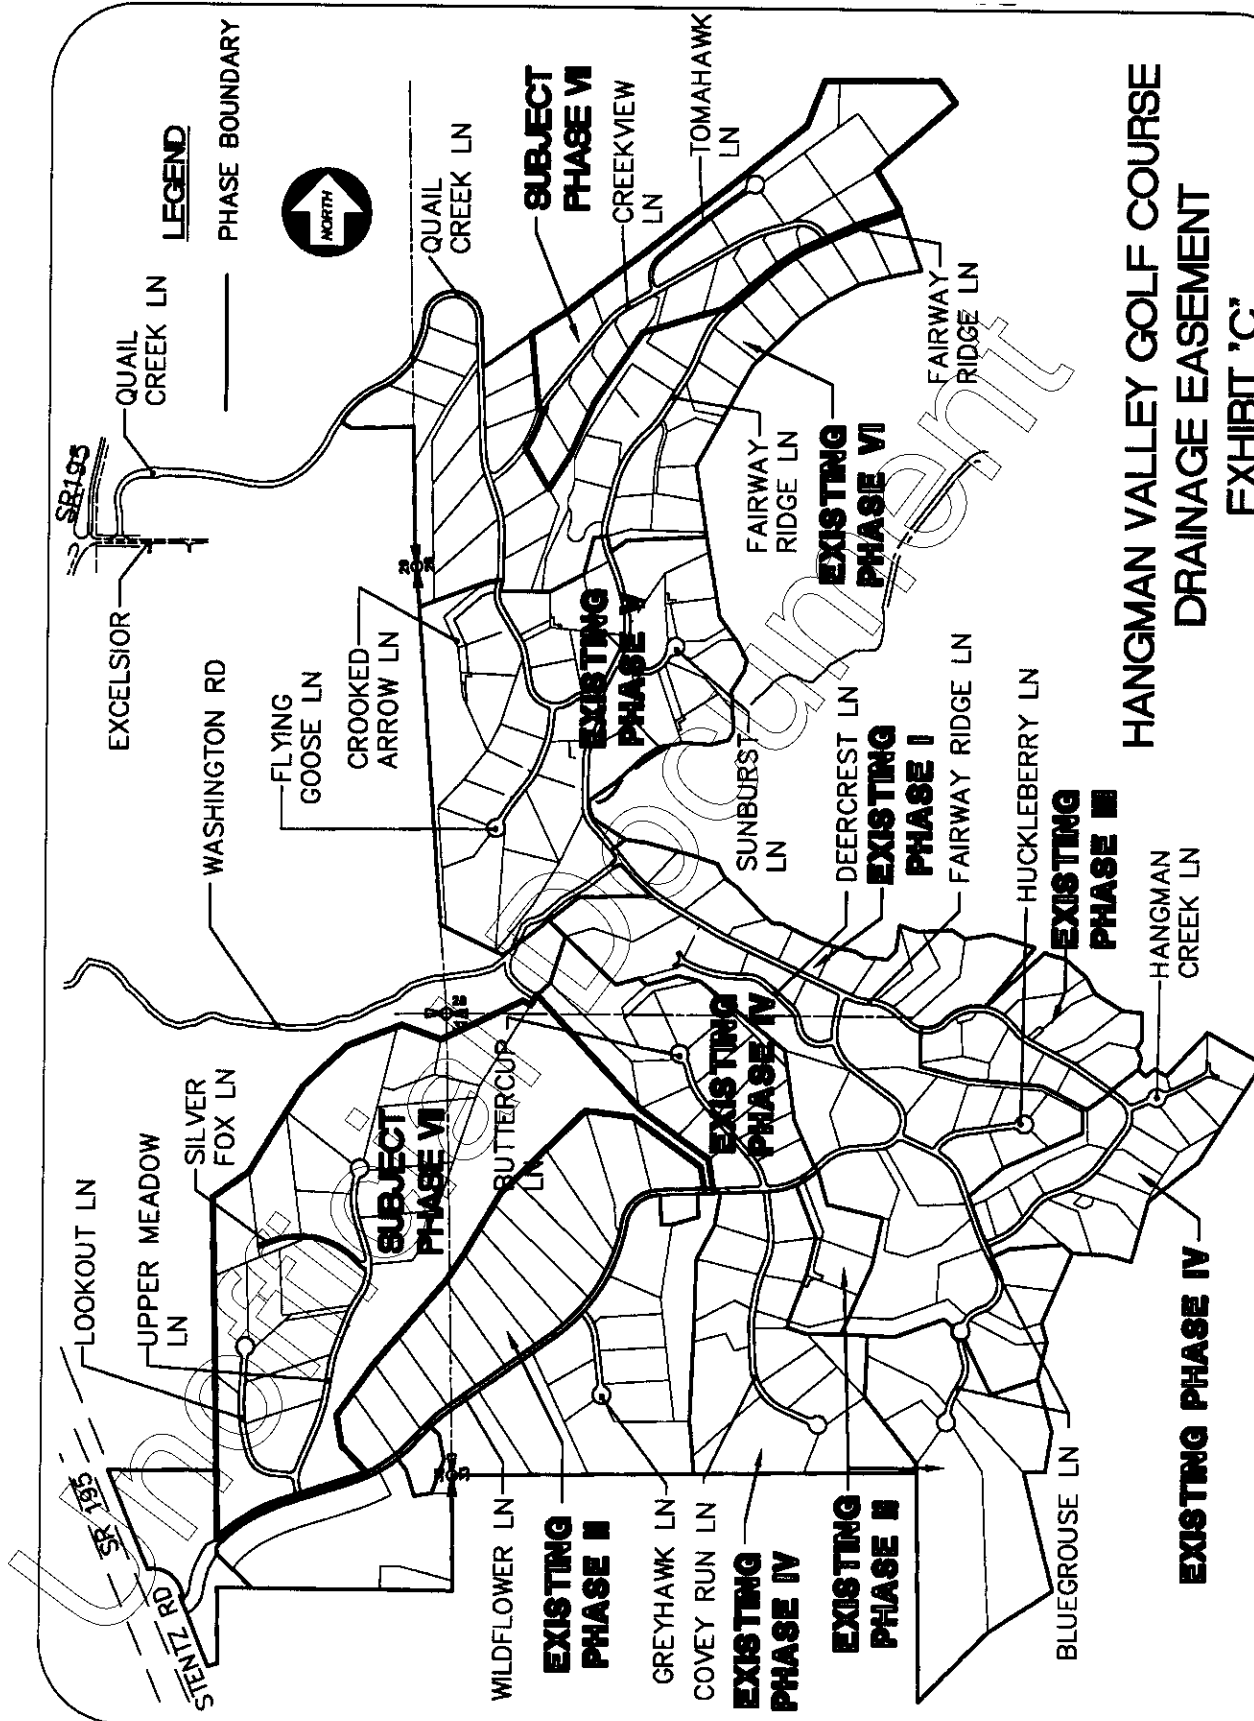 LEGEND
PHASE BOUNDARY
NORTH
SR195
EXCELSIOR
QUAIL
CREEK LN
QUAIL
CREEK LN
WASHINGTON RD
FLYING
GOOSE LN
CROOKED
ARROW LN
SUBJECT
PHASE VI
CREEKVIEW
LN
TOMAHAWK
LN
FAIRWAY
RIDGE LN
FAIRWAY
RIDGE LN
EXISTING
PHASE VI
EXISTING
PHASE V
SUNBURST
LN
DEERCREST LN
EXISTING
PHASE I
FAIRWAY RIDGE LN
HUCKLEBERRY LN
EXISTING
PHASE III
HANGMAN
CREEK LN
SR 195
STENTZ RD
LOOKOUT LN
UPPER MEADOW
LN
SILVER
FOX LN
SUBJECT
PHASE VII
BUTTERCUP
LN
EXISTING
PHASE IV
WILDFLOWER LN
EXISTING
PHASE II
GREYHAWK LN
COVEY RUN LN
EXISTING
PHASE IV
EXISTING
PHASE II
BLUEGROUSE LN
EXISTING PHASE IV
HANGMAN VALLEY GOLF COURSE
DRAINAGE EASEMENT
EXHIBIT 'C'
Unofficial Document